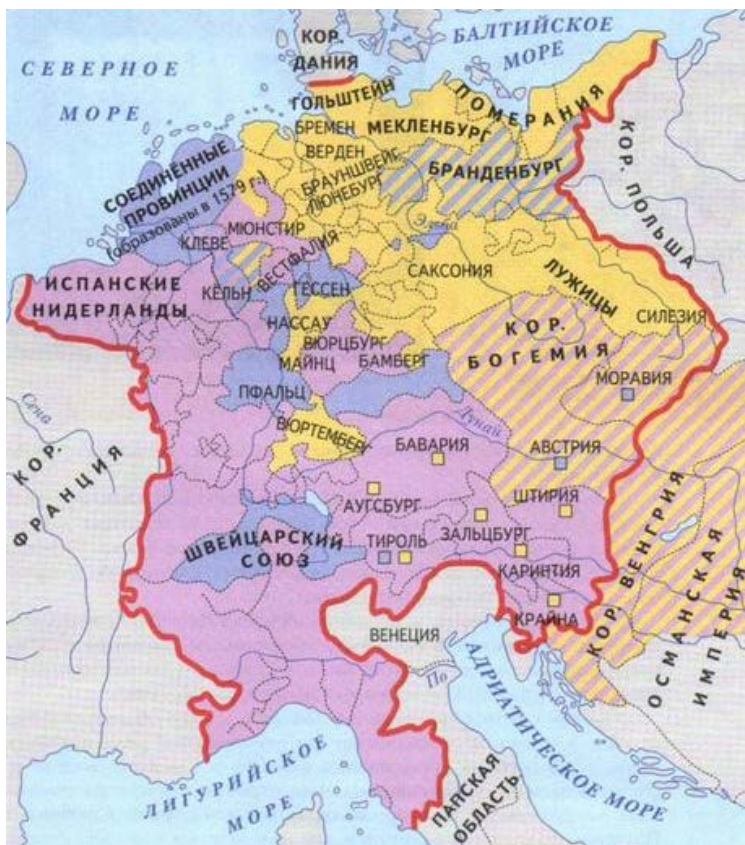 СЕВЕРНОЕ
МОРЕ
КОР.
ДАНИЯ
БАЛТИЙСКОЕ
МОРЕ
ГОЛЬШТЕЙН
ПОМЕРАНИЯ
БРЕМЕН
МЕКЛЕНБУРГ
ВЕРДЕН
БРАНДЕНБУРГ
БРАУНШВЕЙГ
ЛЮНЕБУРГ
КОР. ПОЛЬША
СОЕДИНЁННЫЕ
ПРОВИНЦИИ
(образованы в 1579 г.)
МЮНСТИР
КЛЕВЕ
ВЕСТФАЛИЯ
Эльба
САКСОНИЯ
ЛУЖИЦЫ
СИЛЕЗИЯ
ИСПАНСКИЕ
НИДЕРЛАНДЫ
КЁЛЬН
ГЕССЕН
НАССАУ
ВЮРЦБУРГ
МАЙНЦ
БАМБЕРГ
КОР.
БОГЕМИЯ
МОРАВИЯ
ПФАЛЬЦ
Сена
КОР.
ФРАНЦИЯ
ВЮРТЕМБЕРГ
Дунай
БАВАРИЯ
АВСТРИЯ
АУГСБУРГ
ШТИРИЯ
ШВЕЙЦАРСКИЙ
СОЮЗ
ТИРОЛЬ
ЗАЛЬЦБУРГ
КАРИНТИЯ
КРАЙНА
КОР. ВЕНГРИЯ
ОСМАНСКАЯ
ИМПЕРИЯ
ВЕНЕЦИЯ
По
АДРИАТИЧЕСКОЕ МОРЕ
ЛИГУРИЙСКОЕ
МОРЕ
ПАПСКАЯ
ОБЛАСТЬ